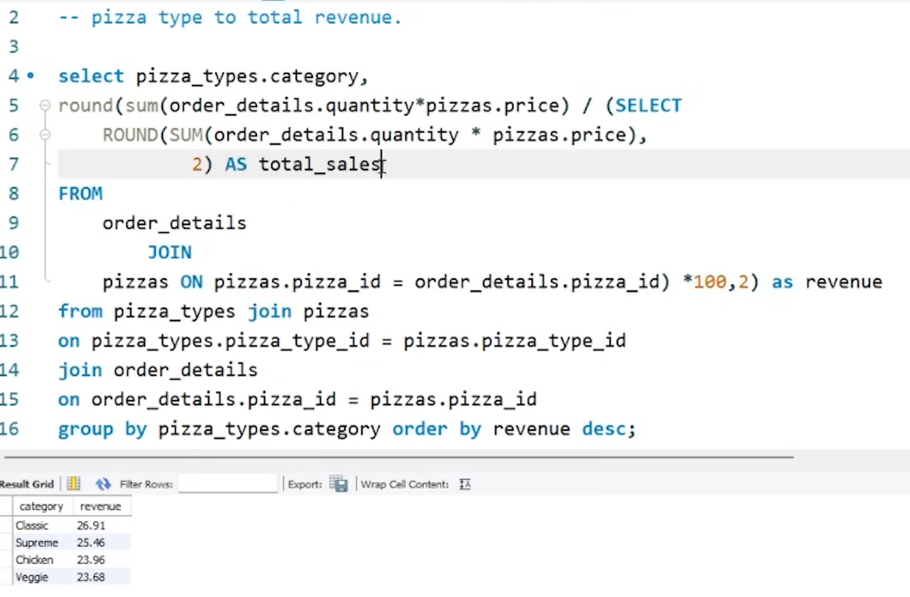 2 -- pizza type to total revenue.
3
4 select pizza_types.category,
5 round(sum(order_details.quantity*pizzas.price) / (SELECT
6 ROUND(SUM(order_details.quantity * pizzas.price),
7 2) AS total_sales
8 FROM
9 order_details
10 JOIN
11 pizzas ON pizzas.pizza_id = order_details.pizza_id) *100,2) as revenue
12 from pizza_types join pizzas
13 on pizza_types.pizza_type_id = pizzas.pizza_type_id
14 join order_details
15 on order_details.pizza_id = pizzas.pizza_id
16 group by pizza_types.category order by revenue desc;
Result Grid Filter Rows: Export: Wrap Cell Content: IA
category revenue
Classic 26.91
Supreme 25.46
Chicken 23.96
Veggie 23.68